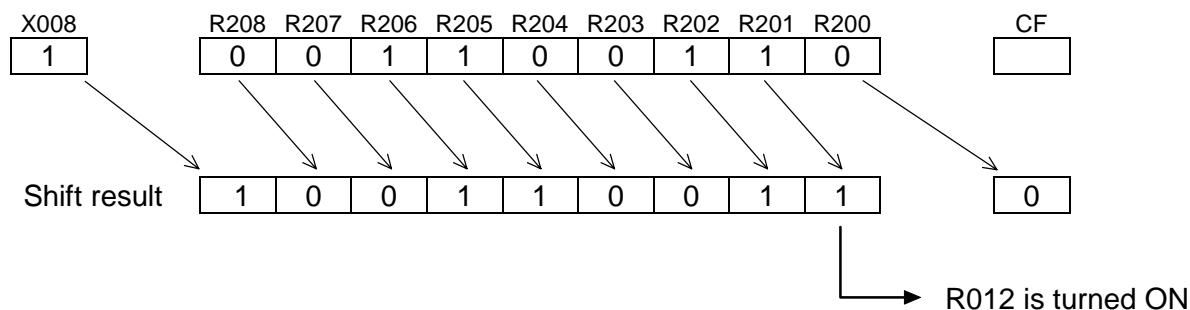 X008 R208 R207 R206 R205 R204 R203 R202 R201 R200 CF
1 0 0 1 1 0 0 1 1 0
Shift result 1 0 0 1 1 0 0 1 1 0
R012 is turned ON